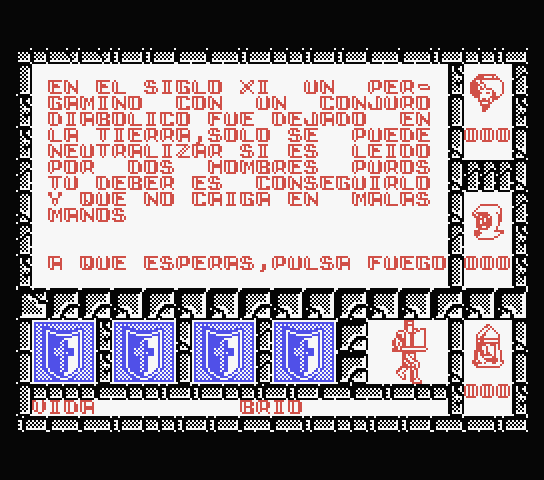 EN EL SIGLO XI UN PER-
GAMINO CON UN CONJURO
DIABOLICO FUE DEJADO EN
LA TIERRA,SOLO SE PUEDE
NEUTRALIZAR SI ES LEIDO
POR DOS HOMBRES PUROS
TU DEBER ES CONSEGUIRLO
Y QUE NO CAIGA EN MALAS
MANOS
A QUE ESPERAS,PULSA FUEGO
000
000
000
VIDA
BRIO